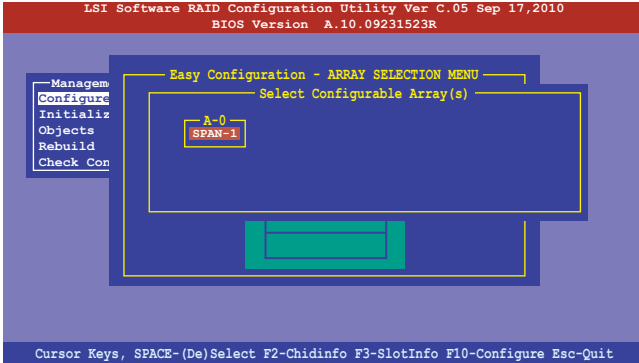 LSI Software RAID Configuration Utility Ver C.05 Sep 17,2010
BIOS Version A.10.09231523R
Easy Configuration - ARRAY SELECTION MENU
Managem
Select Configurable Array(s)
Configure
Initializ
A-0
Objects
SPAN-1
Rebuild
Check Con
Cursor Keys, SPACE-(De)Select F2-Chidinfo F3-SlotInfo F10-Configure Esc-Quit